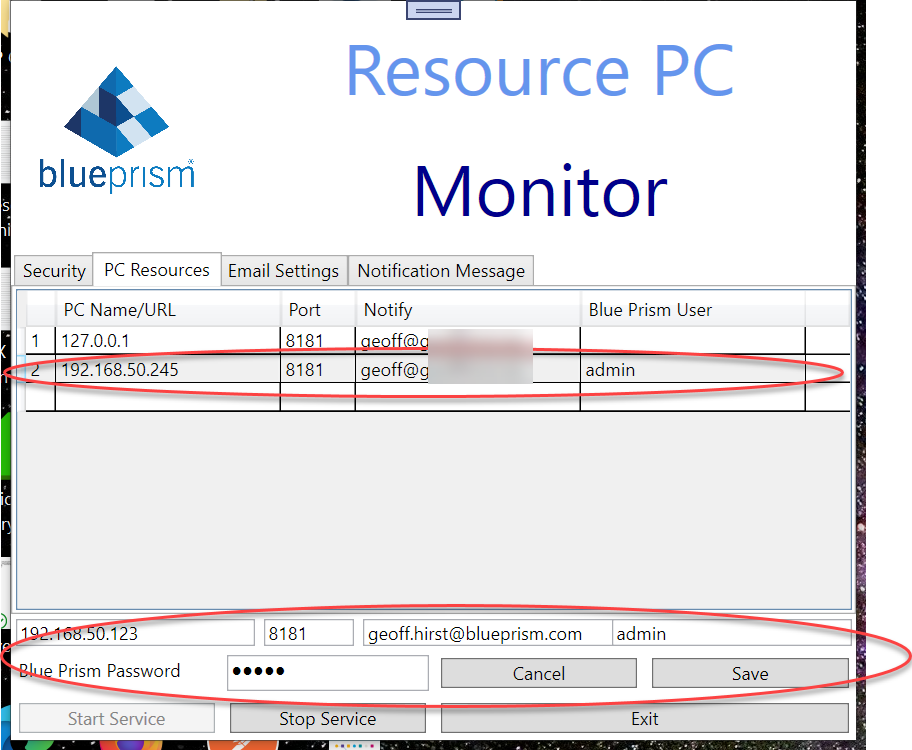 Resource PC
Monitor
blueprism
Security PC Resources Email Settings Notification Message
PC Name/URL Port Notify Blue Prism User
1 127.0.0.1 8181 geoff@g
2 192.168.50.245 8181 geoff@g admin
192.168.50.123 8181 geoff.hirst@blueprism.com admin
Blue Prism Password ••••• Cancel Save
Start Service Stop Service Exit